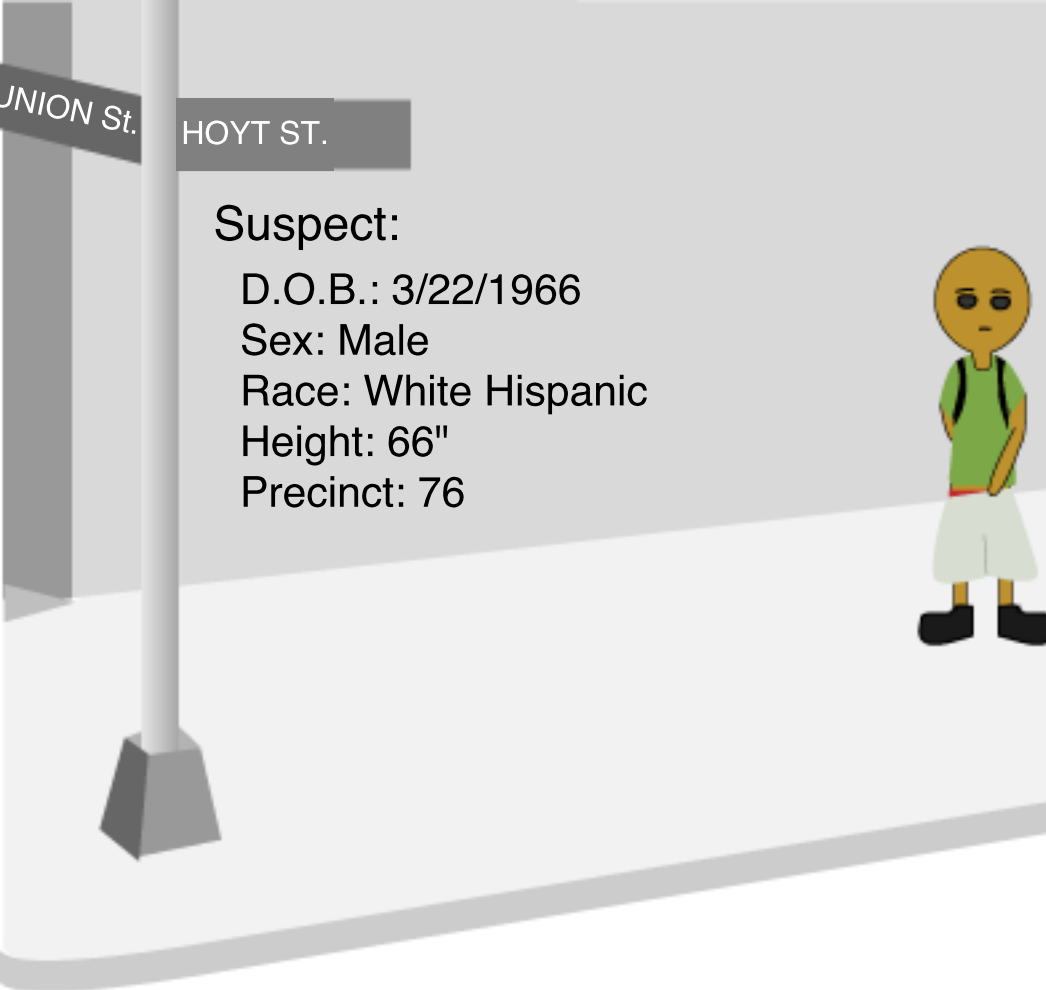 UNION St.
HOYT ST.
Suspect:
D.O.B.: 3/22/1966
Sex: Male
Race: White Hispanic
Height: 66"
Precinct: 76